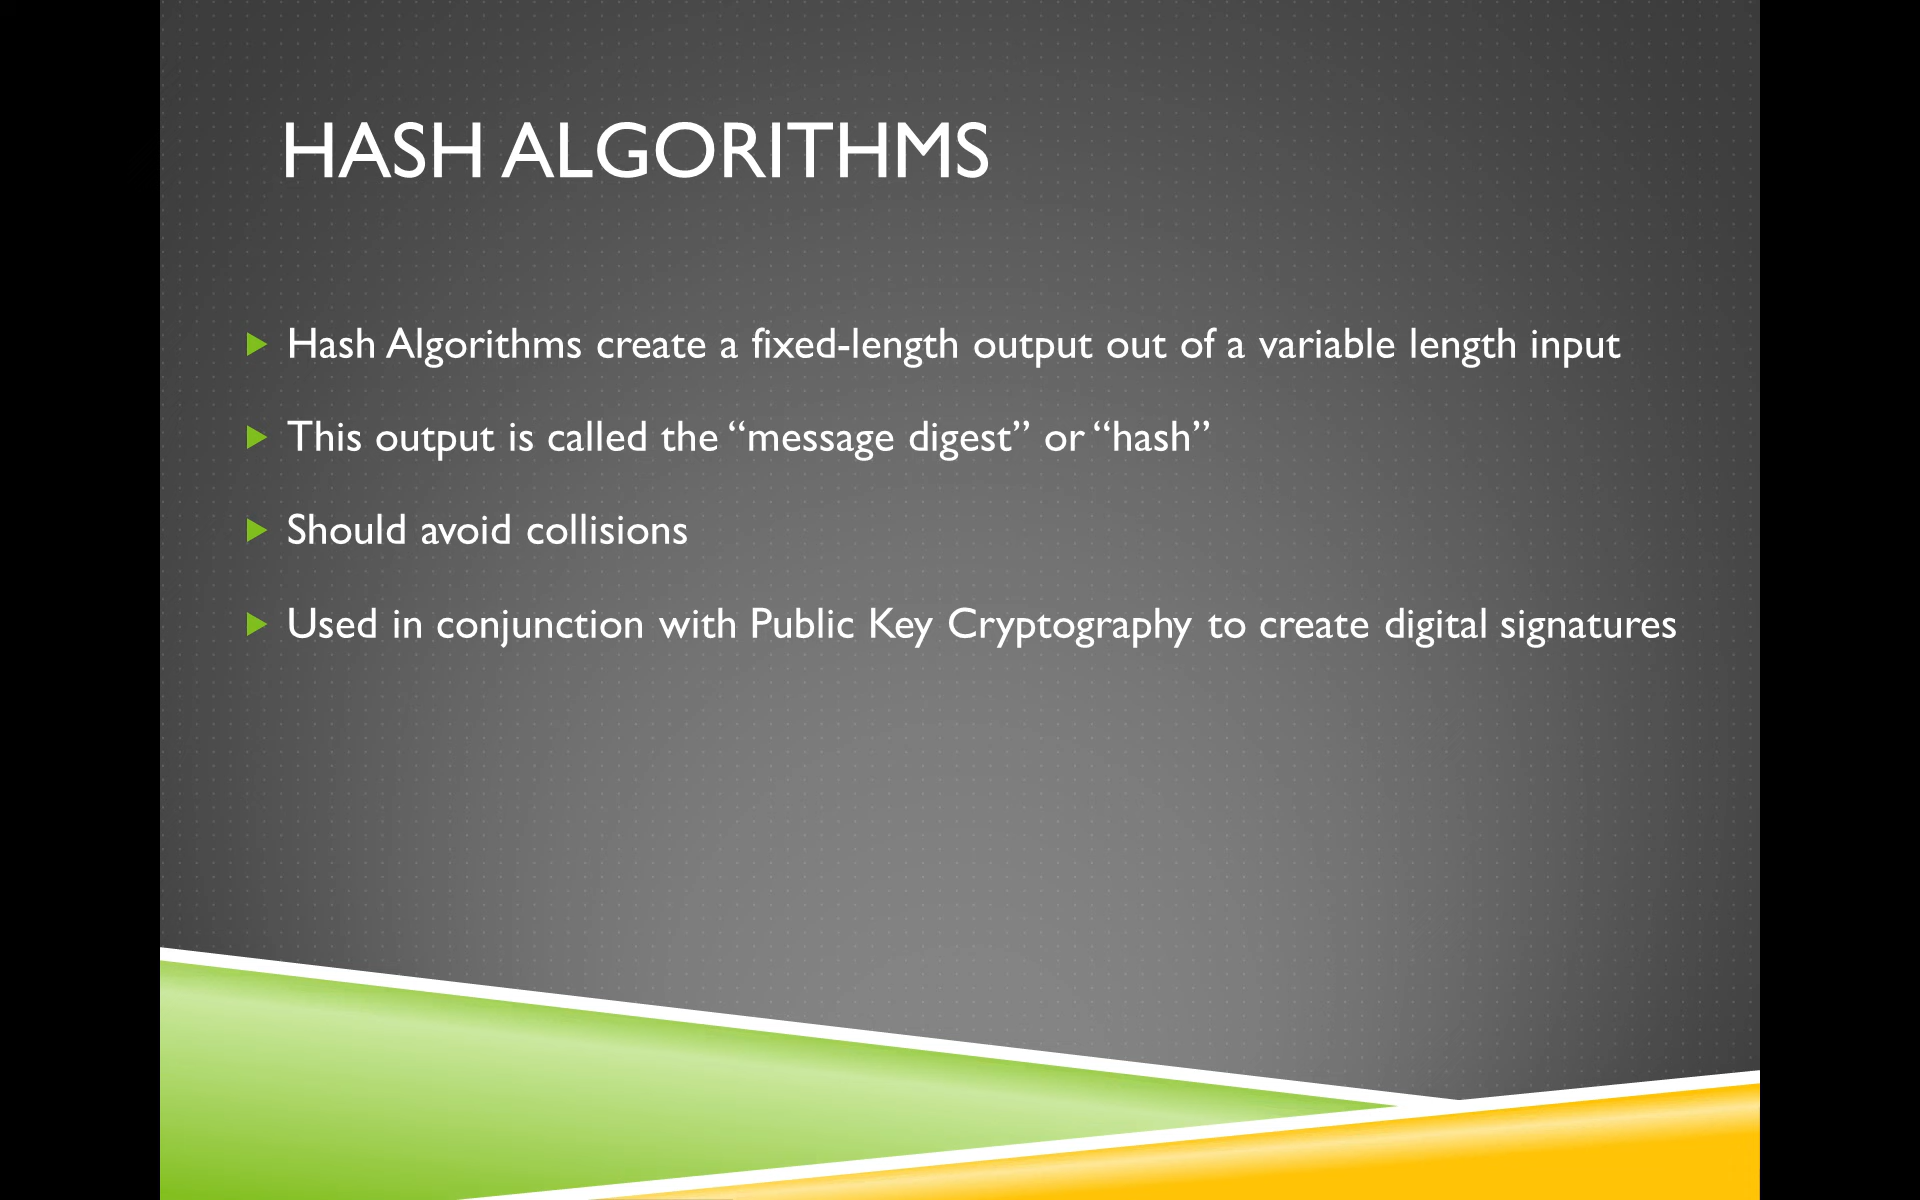 HASH ALGORITHMS
Hash Algorithms create a fixed-length output out of a variable length input
This output is called the “message digest” or “hash”
Should avoid collisions
Used in conjunction with Public Key Cryptography to create digital signatures